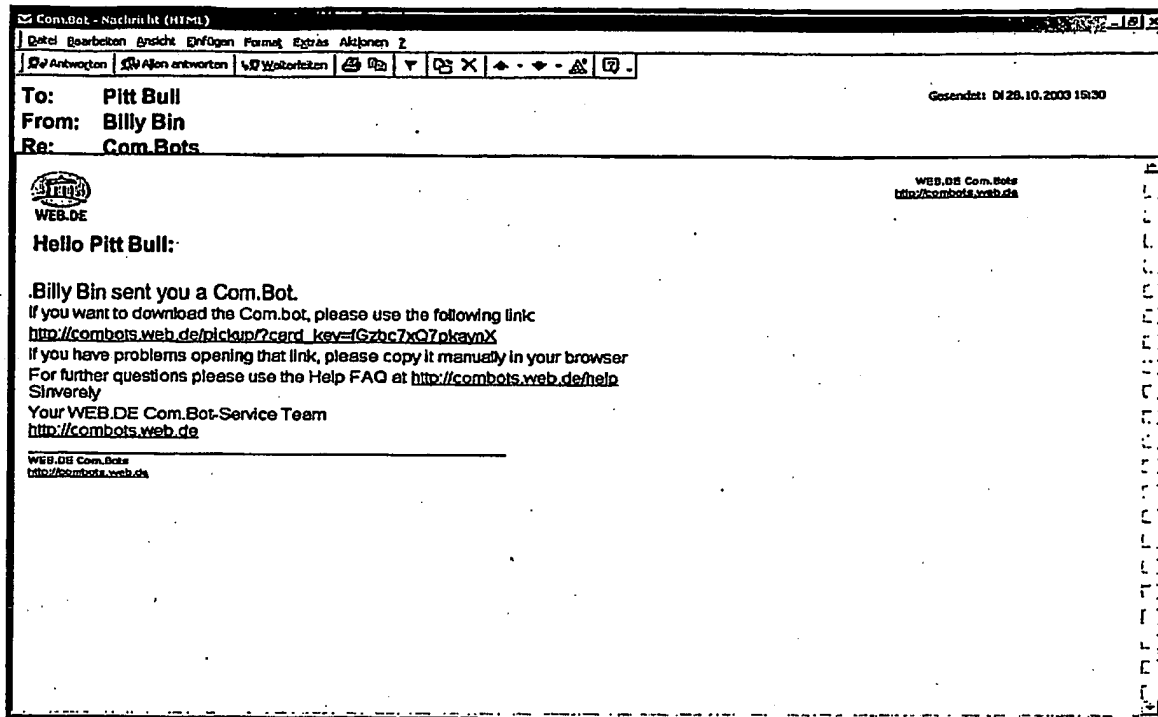 Com.Bot - Nachricht (HTML)
Datei Bearbeiten Ansicht Einfügen Format Extras Aktionen ?
Antworten Allen antworten Weiterleiten
To: Pitt Bull
Gesendet: Di 28.10.2003 15:30
From: Billy Bin
Re: Com.Bots
WEB.DE Com.Bots
http://combots.web.de
WEB.DE
Hello Pitt Bull:
.Billy Bin sent you a Com.Bot.
If you want to download the Com.bot, please use the following link:
http://combots.web.de/pickup/?card_key=fGzbc7xQ7pkaynX
If you have problems opening that link, please copy it manually in your browser
For further questions please use the Help FAQ at http://combots.web.de/help
Sinverely
Your WEB.DE Com.Bot-Service Team
http://combots.web.de
WEB.DE Com.Bots
http://combots.web.de